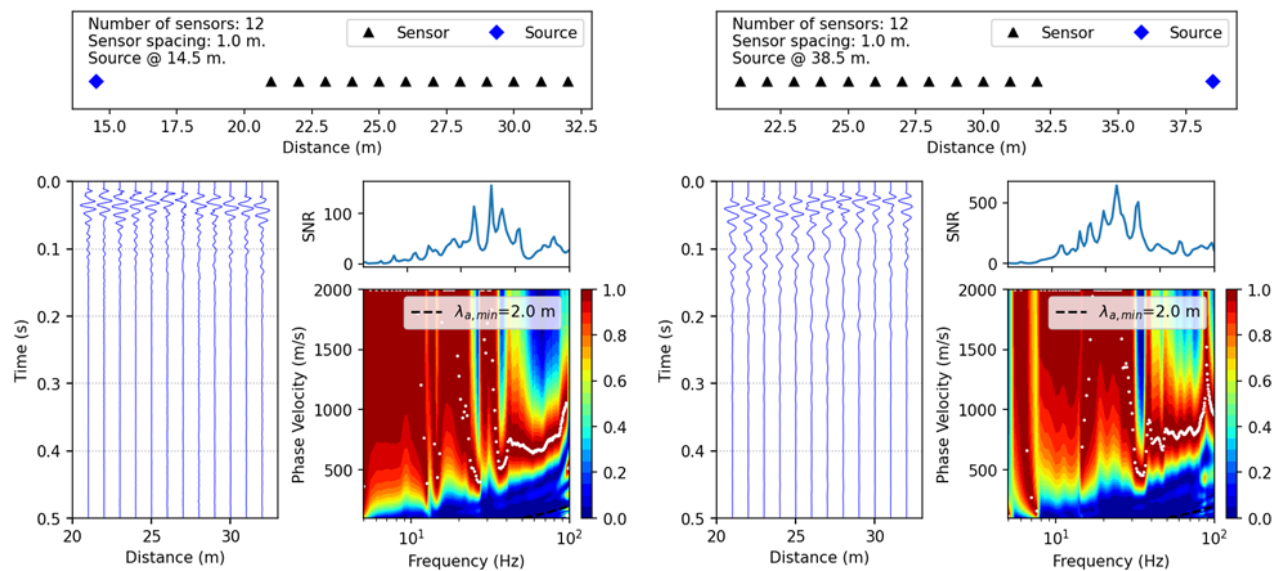 Number of sensors: 12
Sensor spacing: 1.0 m.
Source @ 14.5 m.
Sensor
Source
15.0 17.5 20.0 22.5 25.0 27.5 30.0 32.5
Distance (m)
Number of sensors: 12
Sensor spacing: 1.0 m.
Source @ 38.5 m.
Sensor
Source
22.5 25.0 27.5 30.0 32.5 35.0 37.5
Distance (m)
0.0
0.1
0.2
0.3
0.4
0.5
Time (s)
20 25 30
Distance (m)
100
0
SNR
2000
1500
1000
500
Phase Velocity (m/s)
λa,min=2.0 m
10¹ 10²
Frequency (Hz)
1.0
0.8
0.6
0.4
0.2
0.0
0.0
0.1
0.2
0.3
0.4
0.5
Time (s)
20 25 30
Distance (m)
500
0
SNR
2000
1500
1000
500
Phase Velocity (m/s)
λa,min=2.0 m
10¹ 10²
Frequency (Hz)
1.0
0.8
0.6
0.4
0.2
0.0